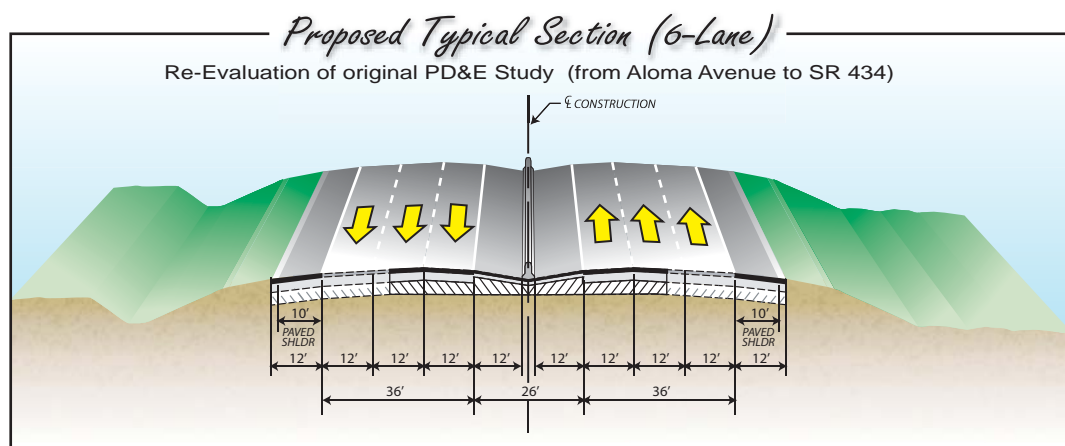 Proposed Typical Section (6-Lane)
Re-Evaluation of original PD&E Study (from Aloma Avenue to SR 434)
℄ CONSTRUCTION
10' 10'
PAVED PAVED
SHLDR SHLDR
12' 12' 12' 12' 12' 12' 12' 12' 12' 12'
36' 26' 36'